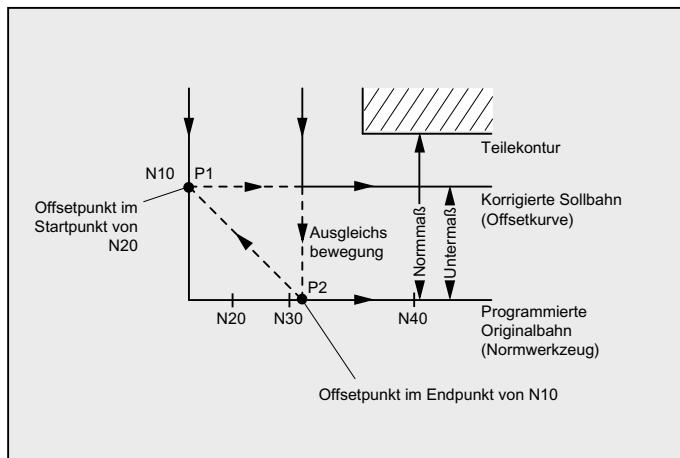 Teilekontur
N10
P1
Offsetpunkt im
Startpunkt von
N20
Korrigierte Sollbahn
(Offsetkurve)
Ausgleichs
bewegung
Normmaß
Untermaß
P2
N20
N30
N40
Programmierte
Originalbahn
(Normwerkzeug)
Offsetpunkt im Endpunkt von N10